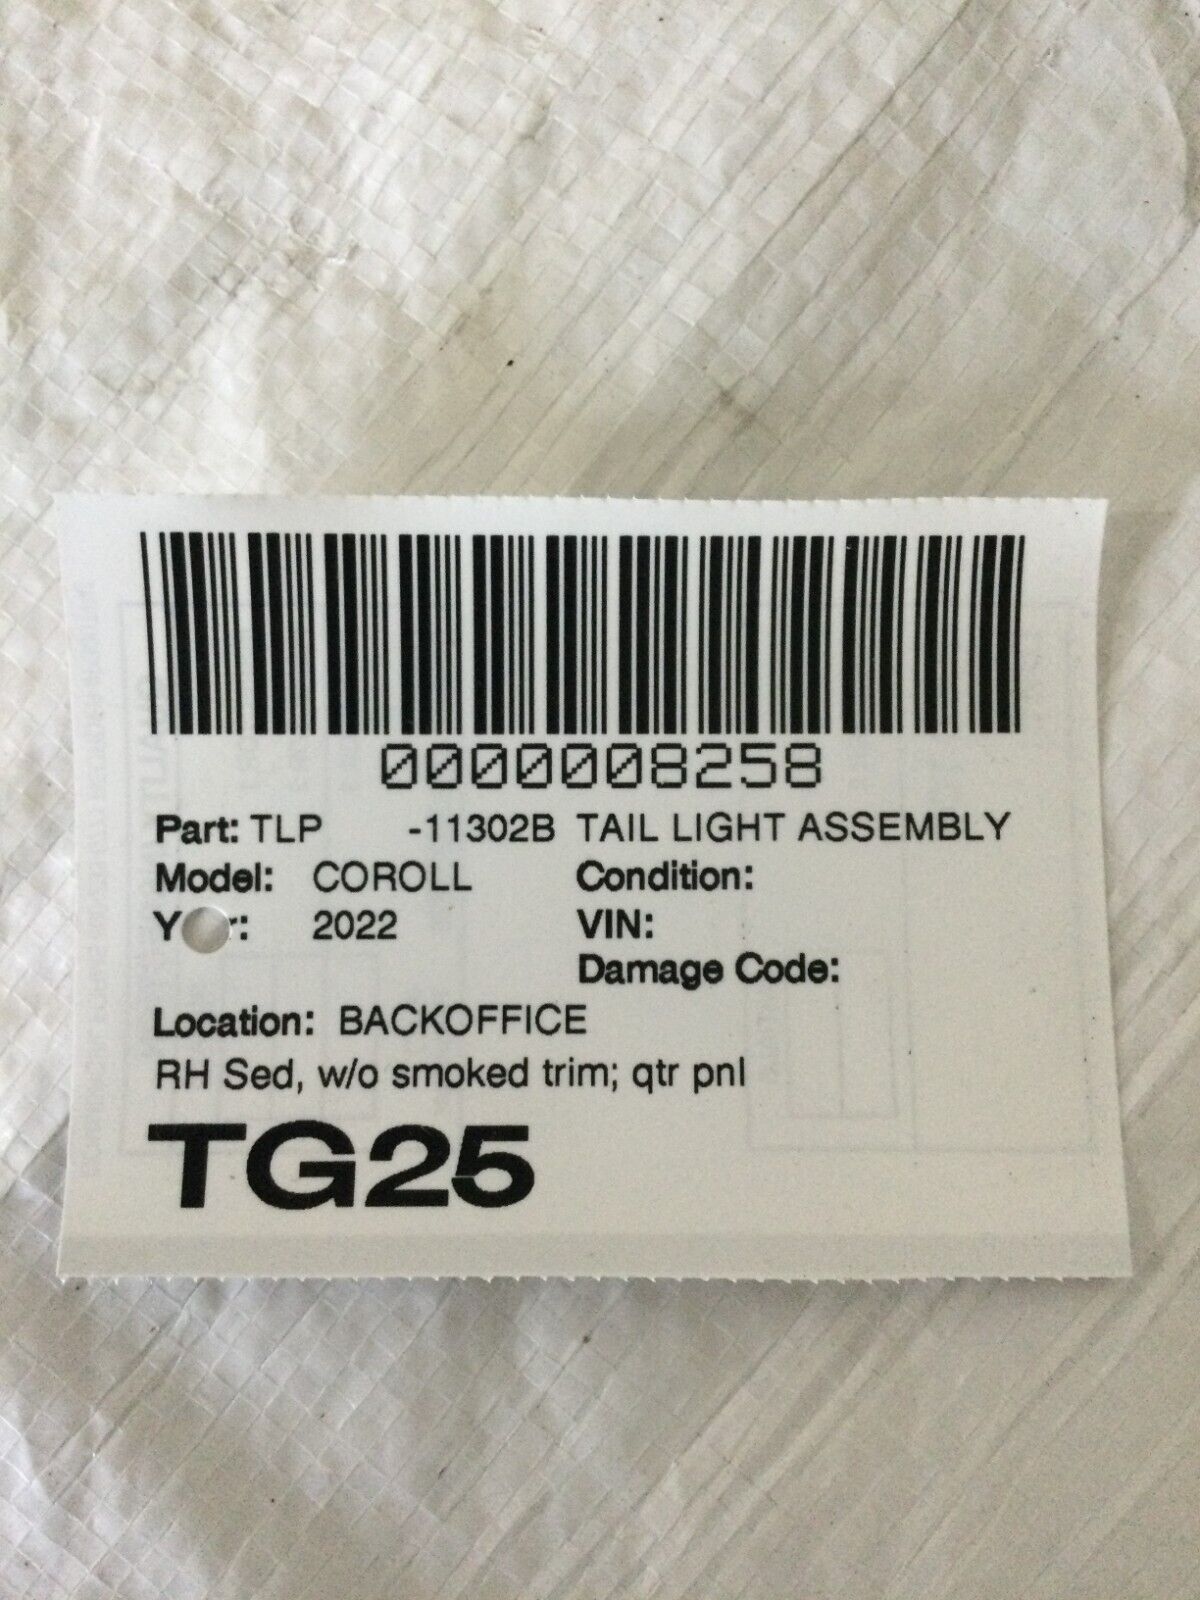 0000008258
Part: TLP -11302B TAIL LIGHT ASSEMBLY
Model: COROLL Condition:
Y r: 2022 VIN:
Damage Code:
Location: BACKOFFICE
RH Sed, w/o smoked trim; qtr pnl
TG25